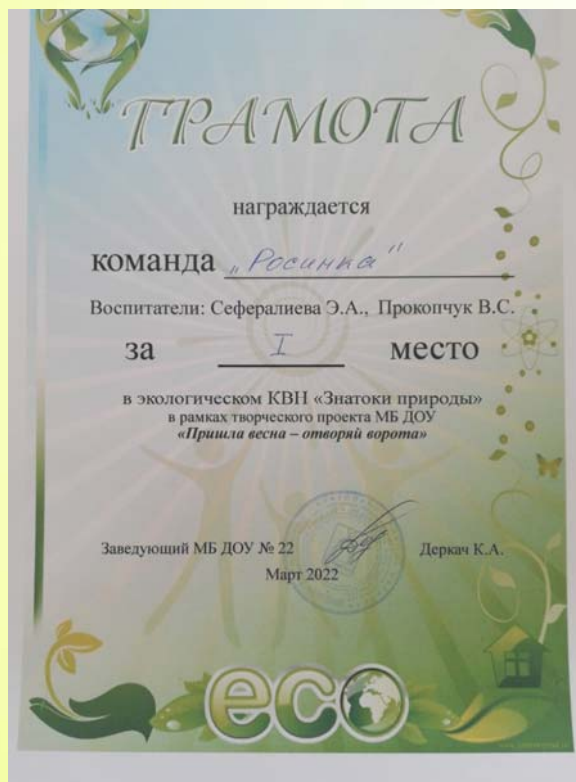 ГРАМОТА
награждается
команда „Росинка"
Воспитатели: Сефералиева Э.А., Прокопчук В.С.
за I место
в экологическом КВН «Знатоки природы»
в рамках творческого проекта МБ ДОУ
«Пришла весна – отворяй ворота»
Заведующий МБ ДОУ № 22 Деркач К.А.
Март 2022
eco